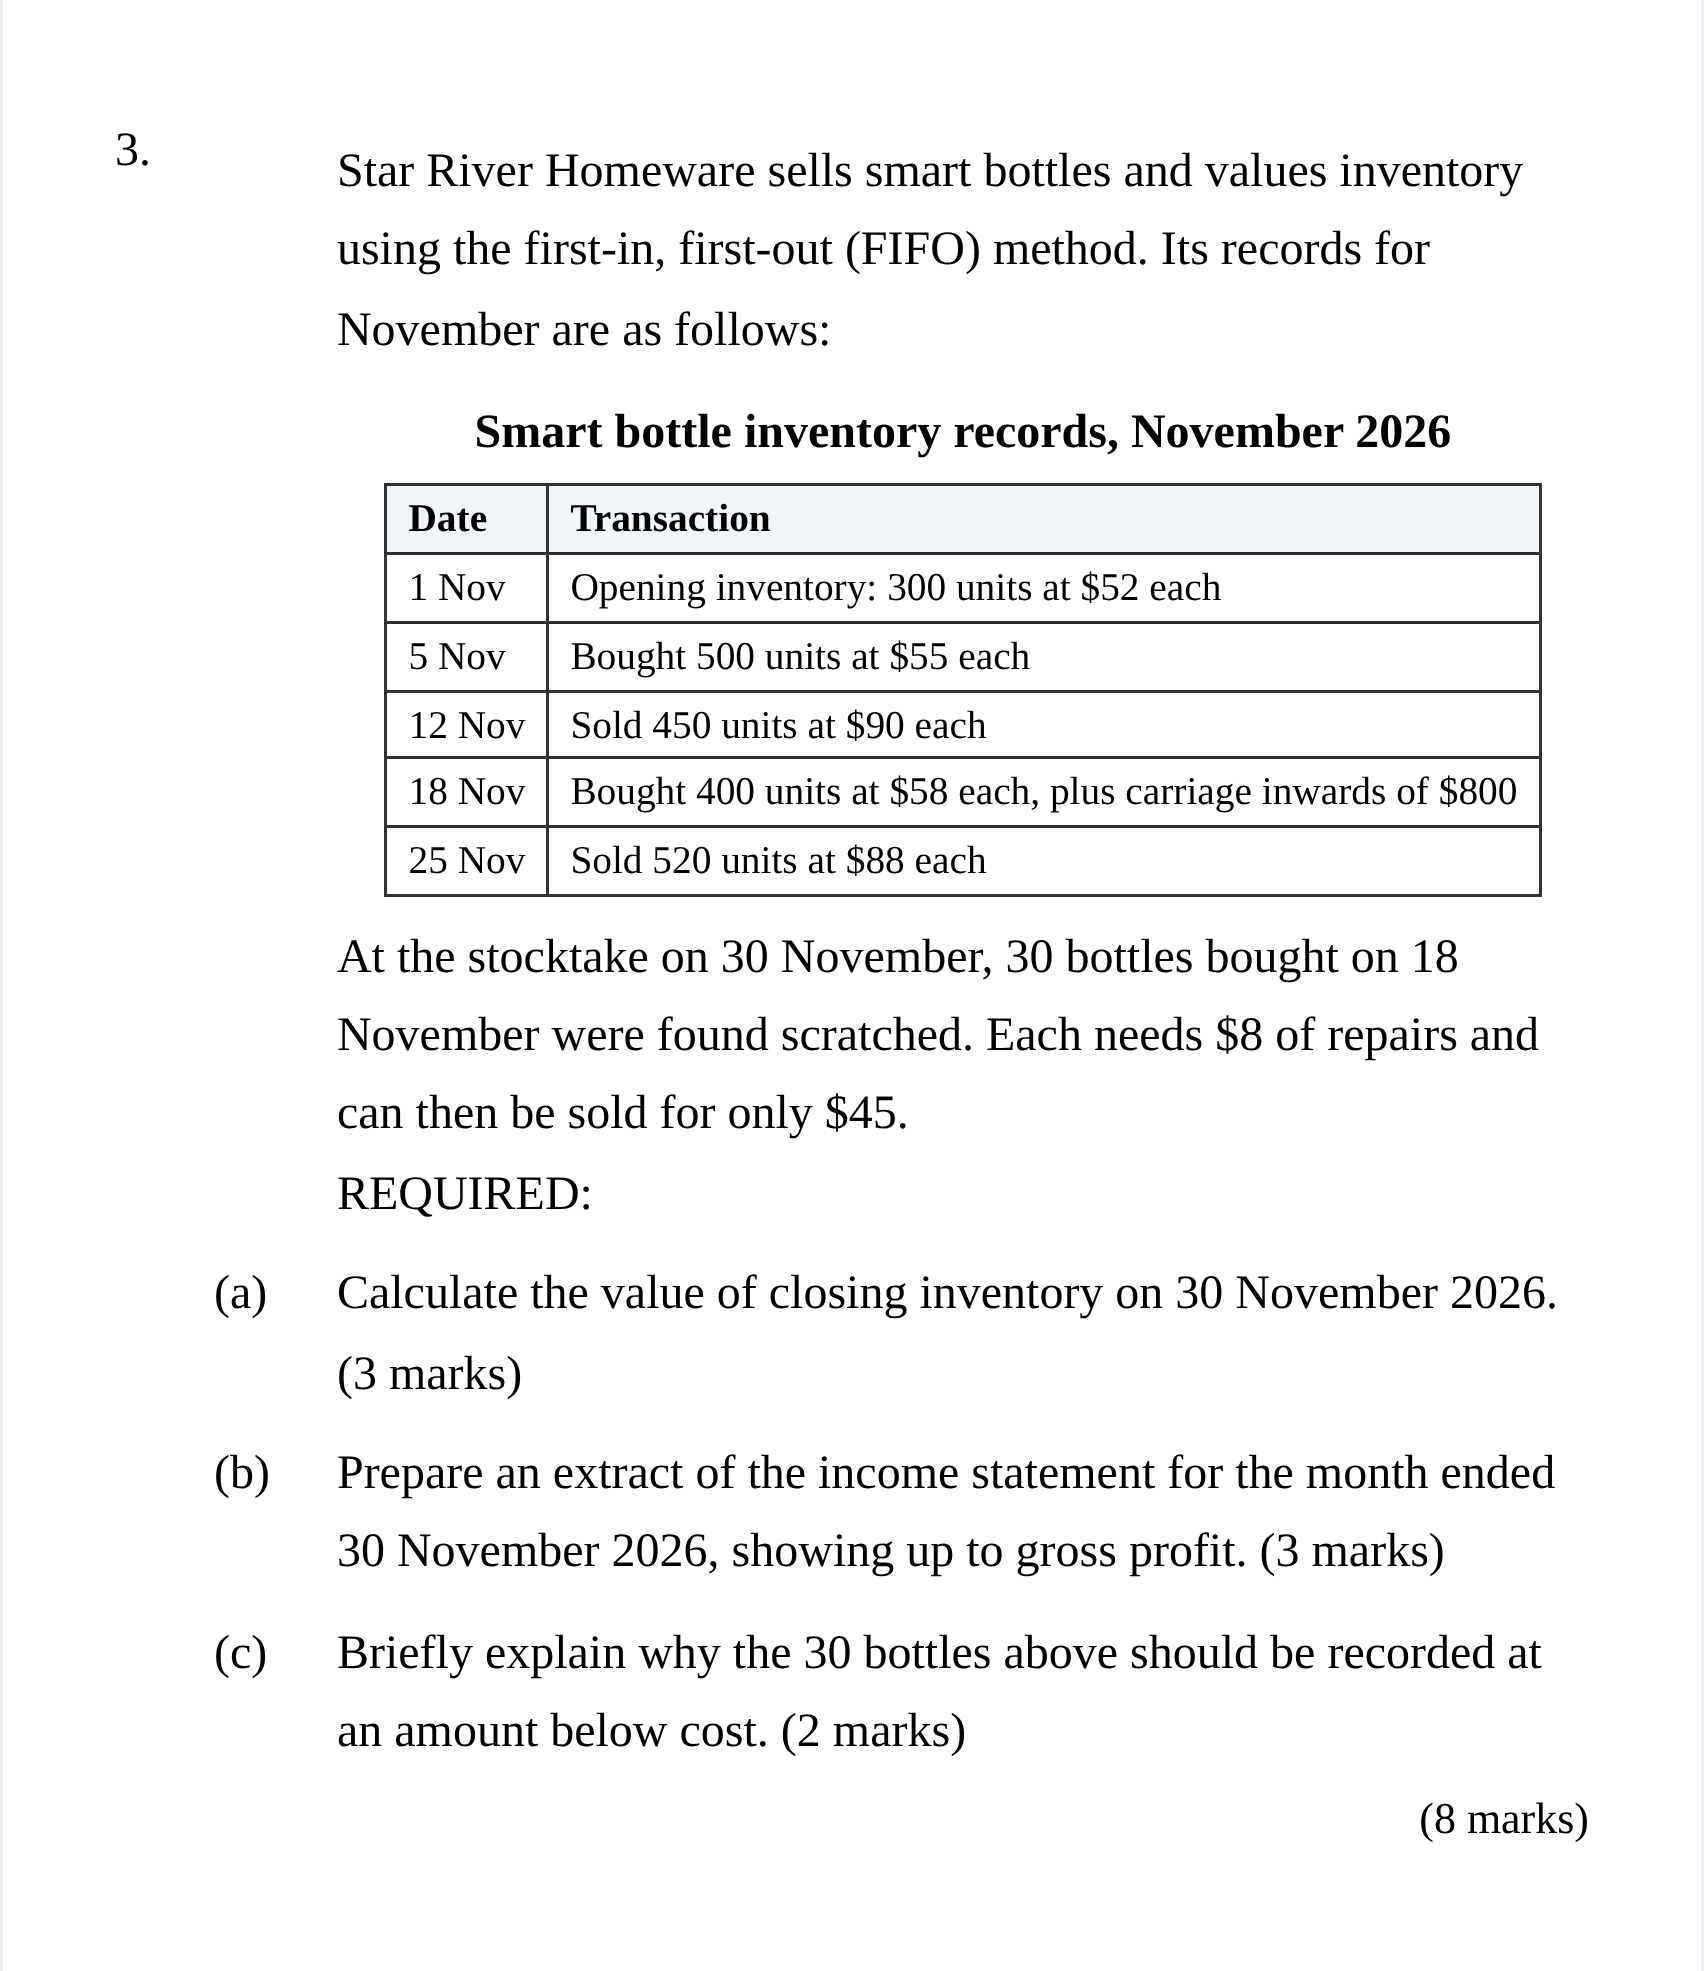 3.
Star River Homeware sells smart bottles and values inventory
using the first-in, first-out (FIFO) method. Its records for
November are as follows:
Smart bottle inventory records, November 2026
Date Transaction
1 Nov Opening inventory: 300 units at $52 each
5 Nov Bought 500 units at $55 each
12 Nov Sold 450 units at $90 each
18 Nov Bought 400 units at $58 each, plus carriage inwards of $800
25 Nov Sold 520 units at $88 each
At the stocktake on 30 November, 30 bottles bought on 18
November were found scratched. Each needs $8 of repairs and
can then be sold for only $45.
REQUIRED:
(a) Calculate the value of closing inventory on 30 November 2026.
(3 marks)
(b) Prepare an extract of the income statement for the month ended
30 November 2026, showing up to gross profit. (3 marks)
(c) Briefly explain why the 30 bottles above should be recorded at
an amount below cost. (2 marks)
(8 marks)